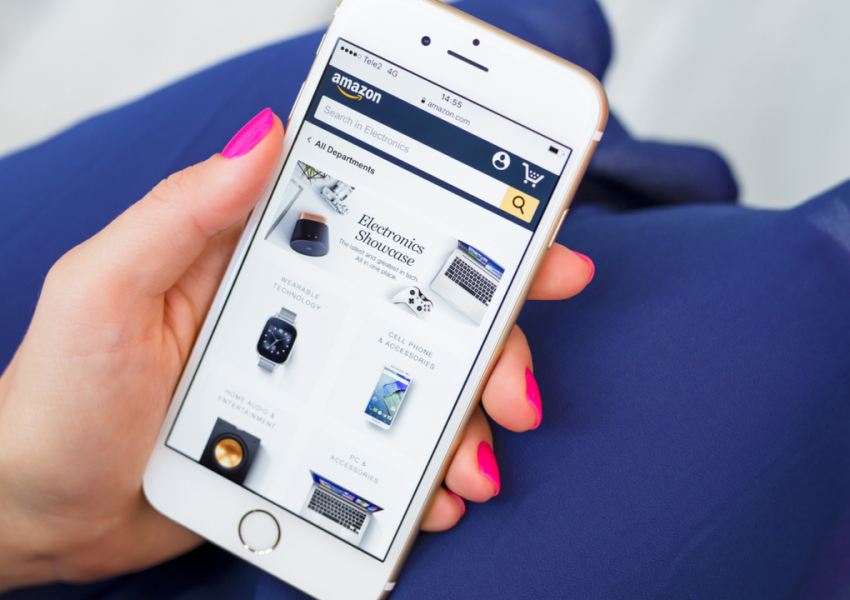 Tele2 4G
14:55
amazon.com
amazon
Search in Electronics
< All Departments
Electronics
Showcase
The latest and greatest in tech.
All in one place.
WEARABLE
TECHNOLOGY
CELL PHONE
& ACCESSORIES
HOME AUDIO &
ENTERTAINMENT
PC &
ACCESSORIES